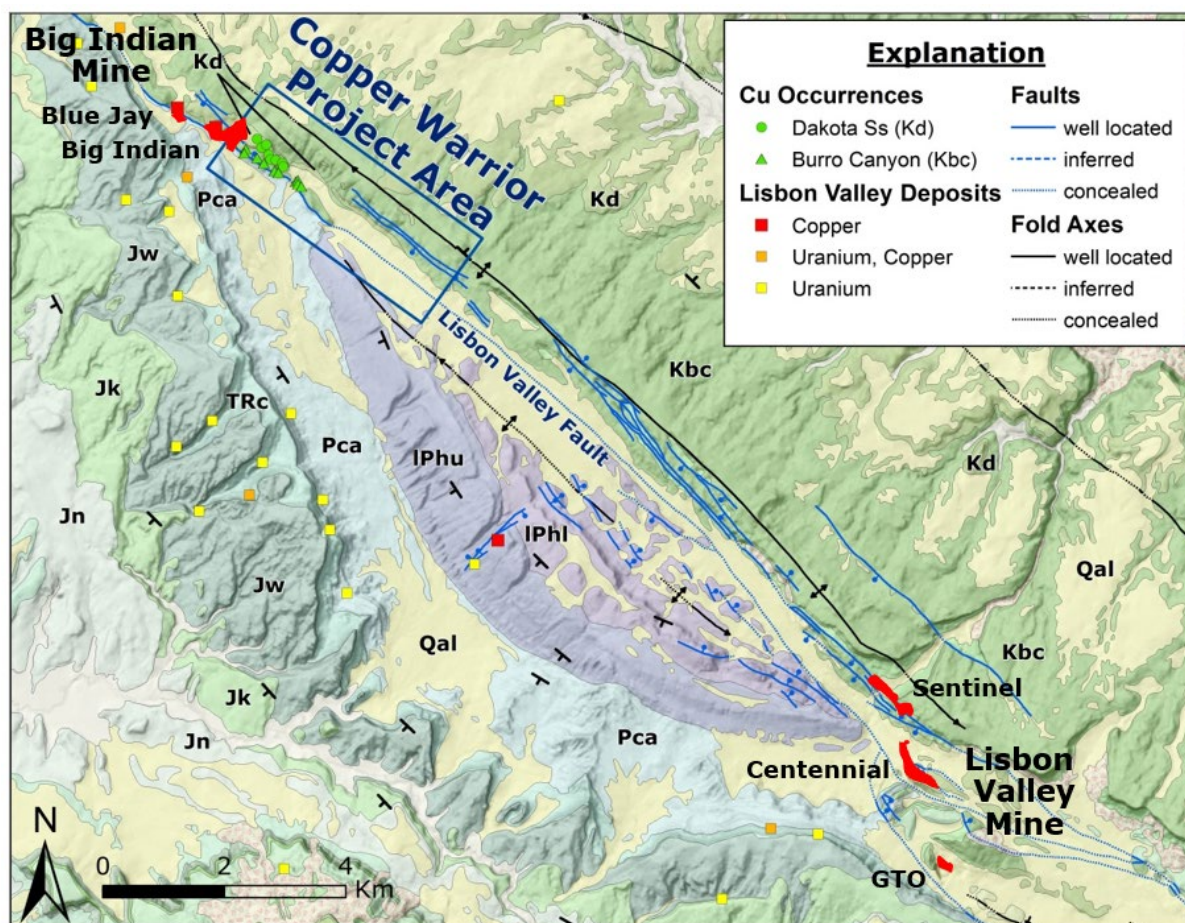 Big Indian
Mine
Kd
Blue Jay
Big Indian
Copper Warrior
Project Area
Explanation
Cu Occurrences
Dakota Ss (Kd)
Burro Canyon (Kbc)
Lisbon Valley Deposits
Copper
Uranium, Copper
Uranium
Faults
well located
inferred
concealed
Fold Axes
well located
inferred
concealed
Pca
Kd
Jw
Lisbon Valley Fault
Kbc
Jk
TRc
Pca
lPhu
Kd
Jn
lPhl
Qal
Jw
Qal
Kbc
Jk
Sentinel
Jn
Pca
Centennial
Lisbon
Valley
Mine
GTO
N
0 2 4
Km